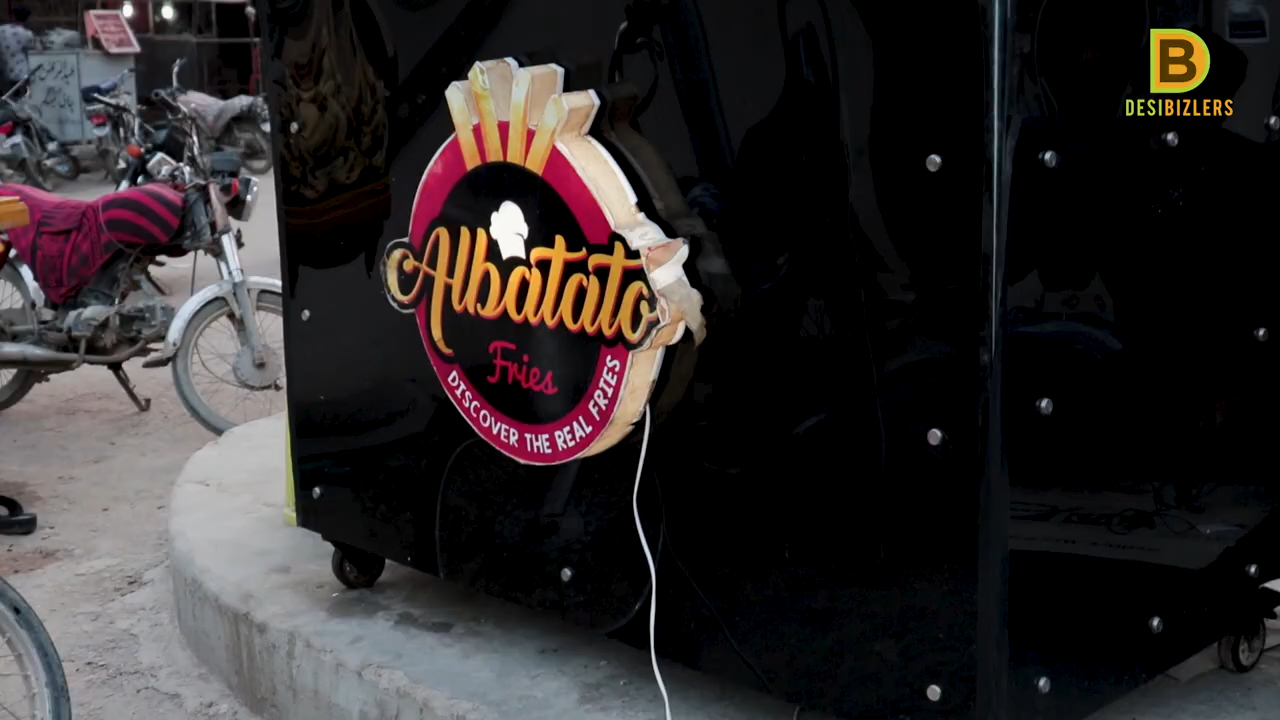 B
DESIBIZLERS
Albatato
Fries
DISCOVER THE REAL FRIES